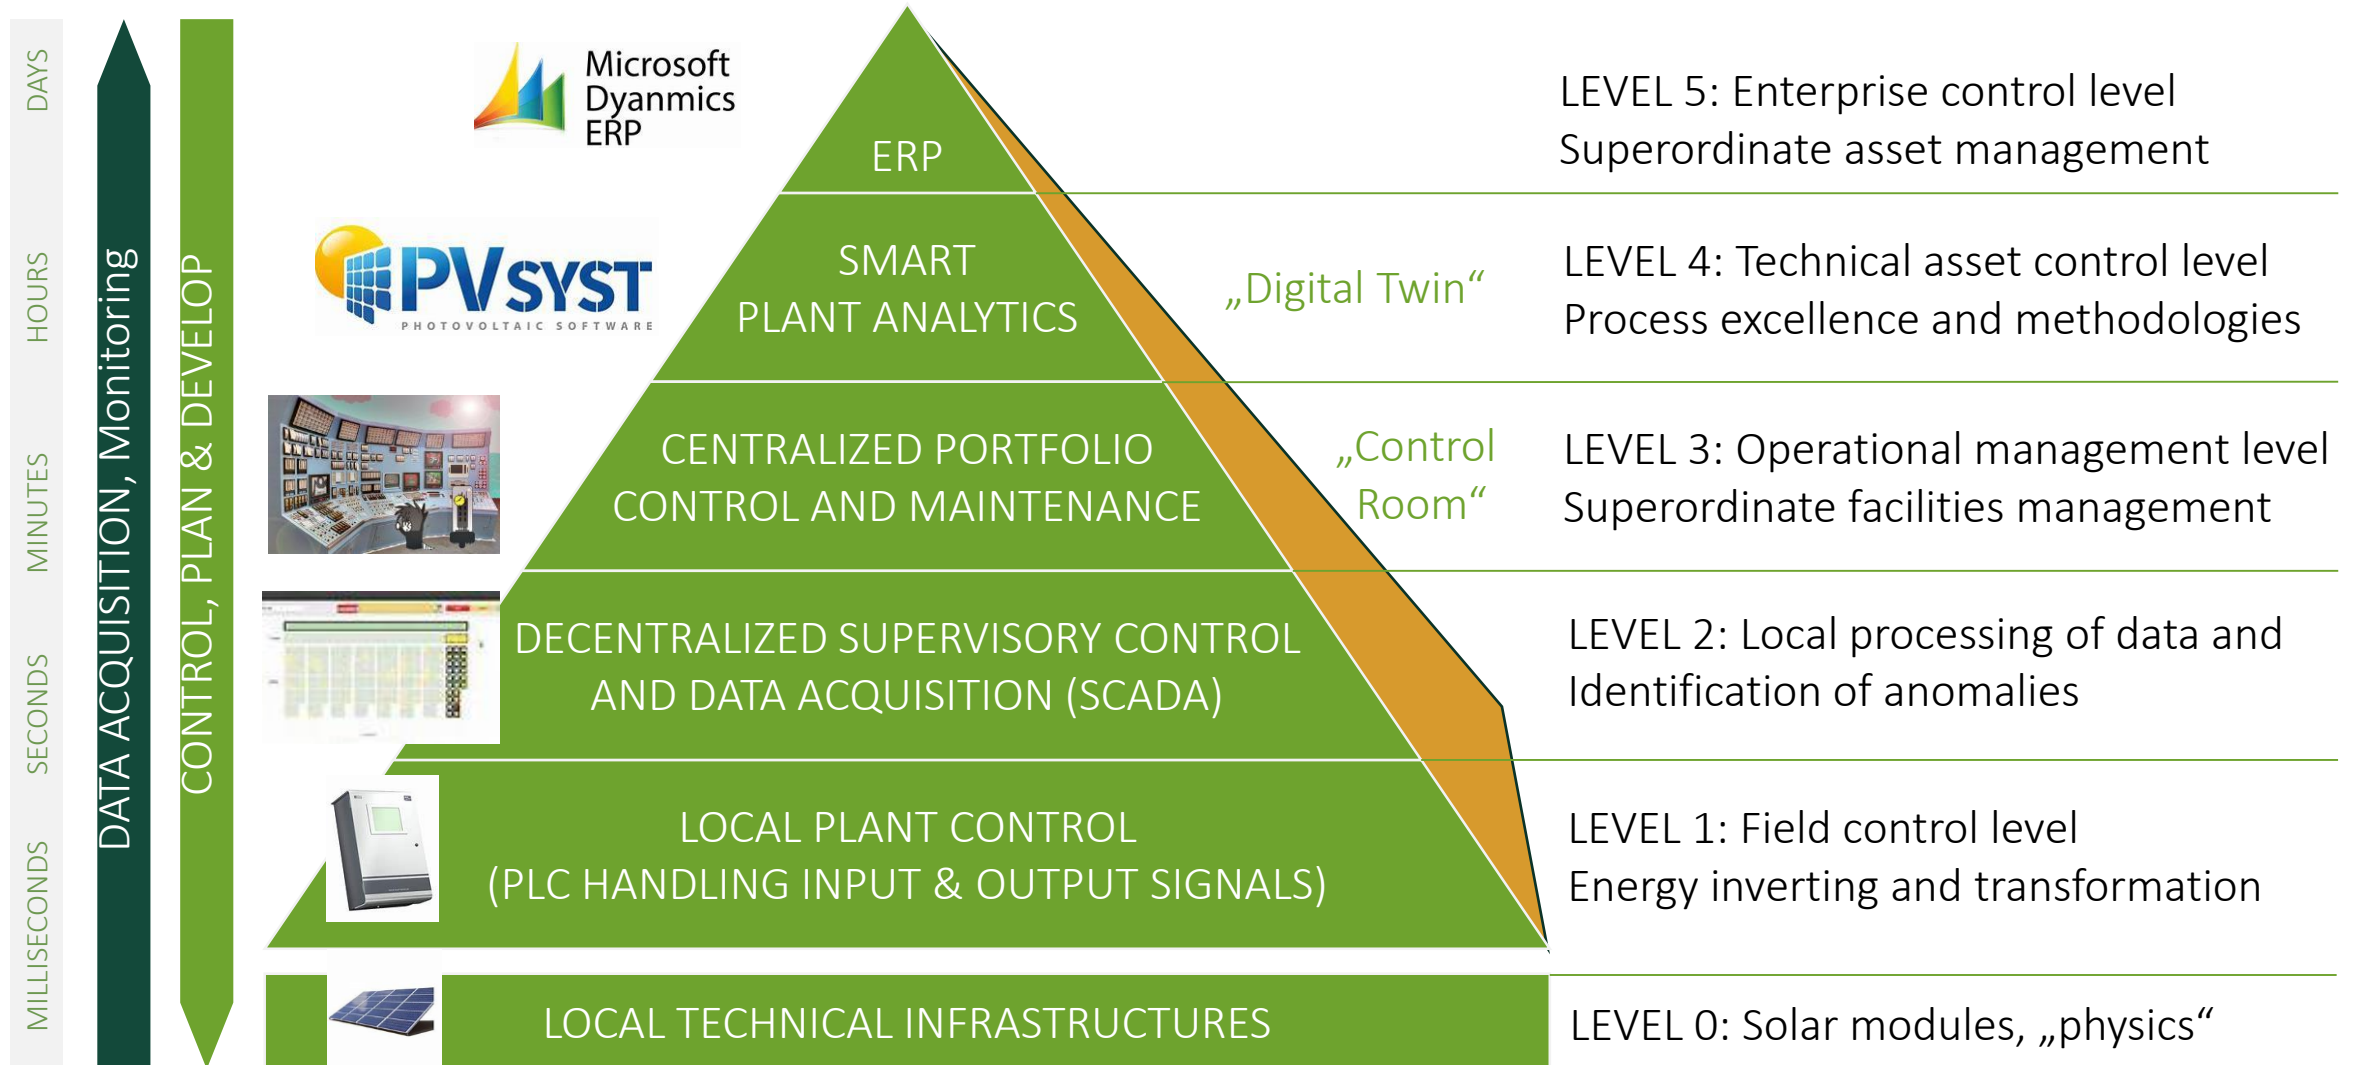 DAYS
HOURS
MINUTES
SECONDS
MILLISECONDS
DATA ACQUISITION, Monitoring
CONTROL, PLAN & DEVELOP
Microsoft
Dyanmics
ERP
PVSYST
PHOTOVOLTAIC SOFTWARE
ERP
SMART
PLANT ANALYTICS
CENTRALIZED PORTFOLIO
CONTROL AND MAINTENANCE
DECENTRALIZED SUPERVISORY CONTROL
AND DATA ACQUISITION (SCADA)
LOCAL PLANT CONTROL
(PLC HANDLING INPUT & OUTPUT SIGNALS)
LOCAL TECHNICAL INFRASTRUCTURES
„Digital Twin“
„Control
Room“
LEVEL 5: Enterprise control level
Superordinate asset management
LEVEL 4: Technical asset control level
Process excellence and methodologies
LEVEL 3: Operational management level
Superordinate facilities management
LEVEL 2: Local processing of data and
Identification of anomalies
LEVEL 1: Field control level
Energy inverting and transformation
LEVEL 0: Solar modules, „physics“